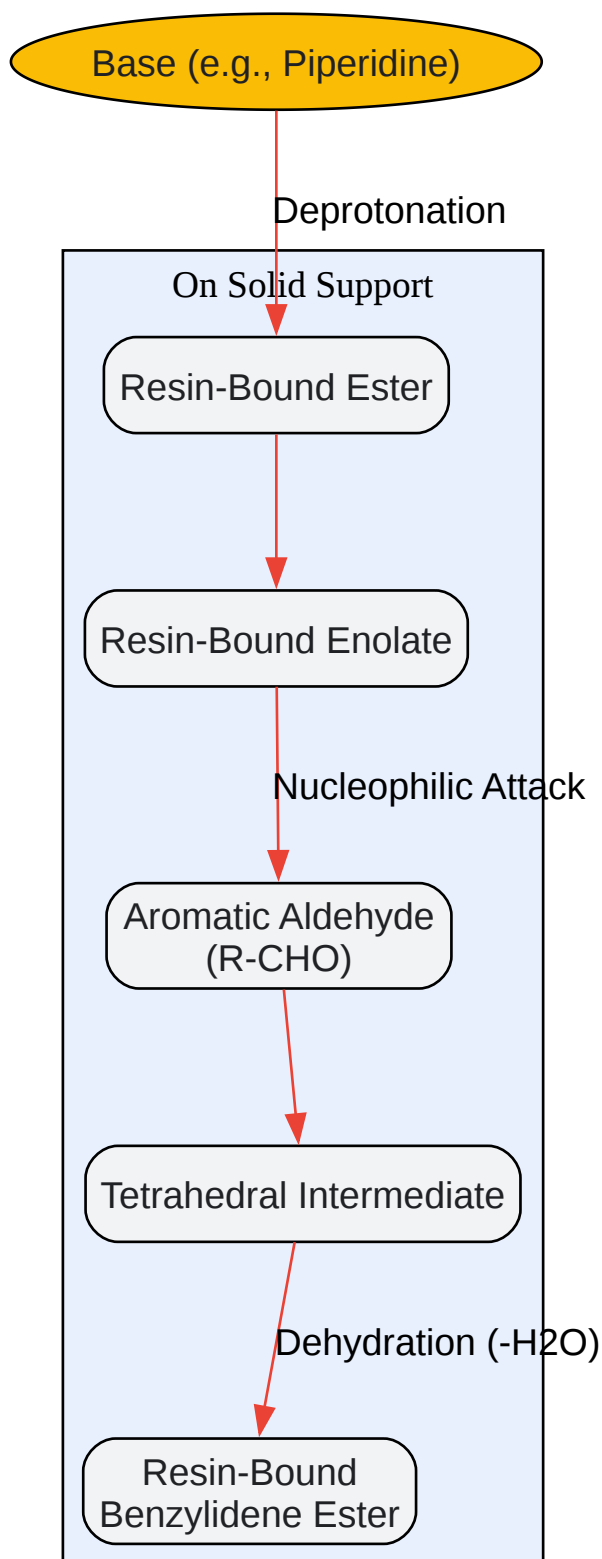 Base (e.g., Piperidine)
Deprotonation
On Solid Support
Resin-Bound Ester
Resin-Bound Enolate
Nucleophilic Attack
Aromatic Aldehyde
(R-CHO)
Tetrahedral Intermediate
Dehydration (-H2O)
Resin-Bound
Benzylidene Ester